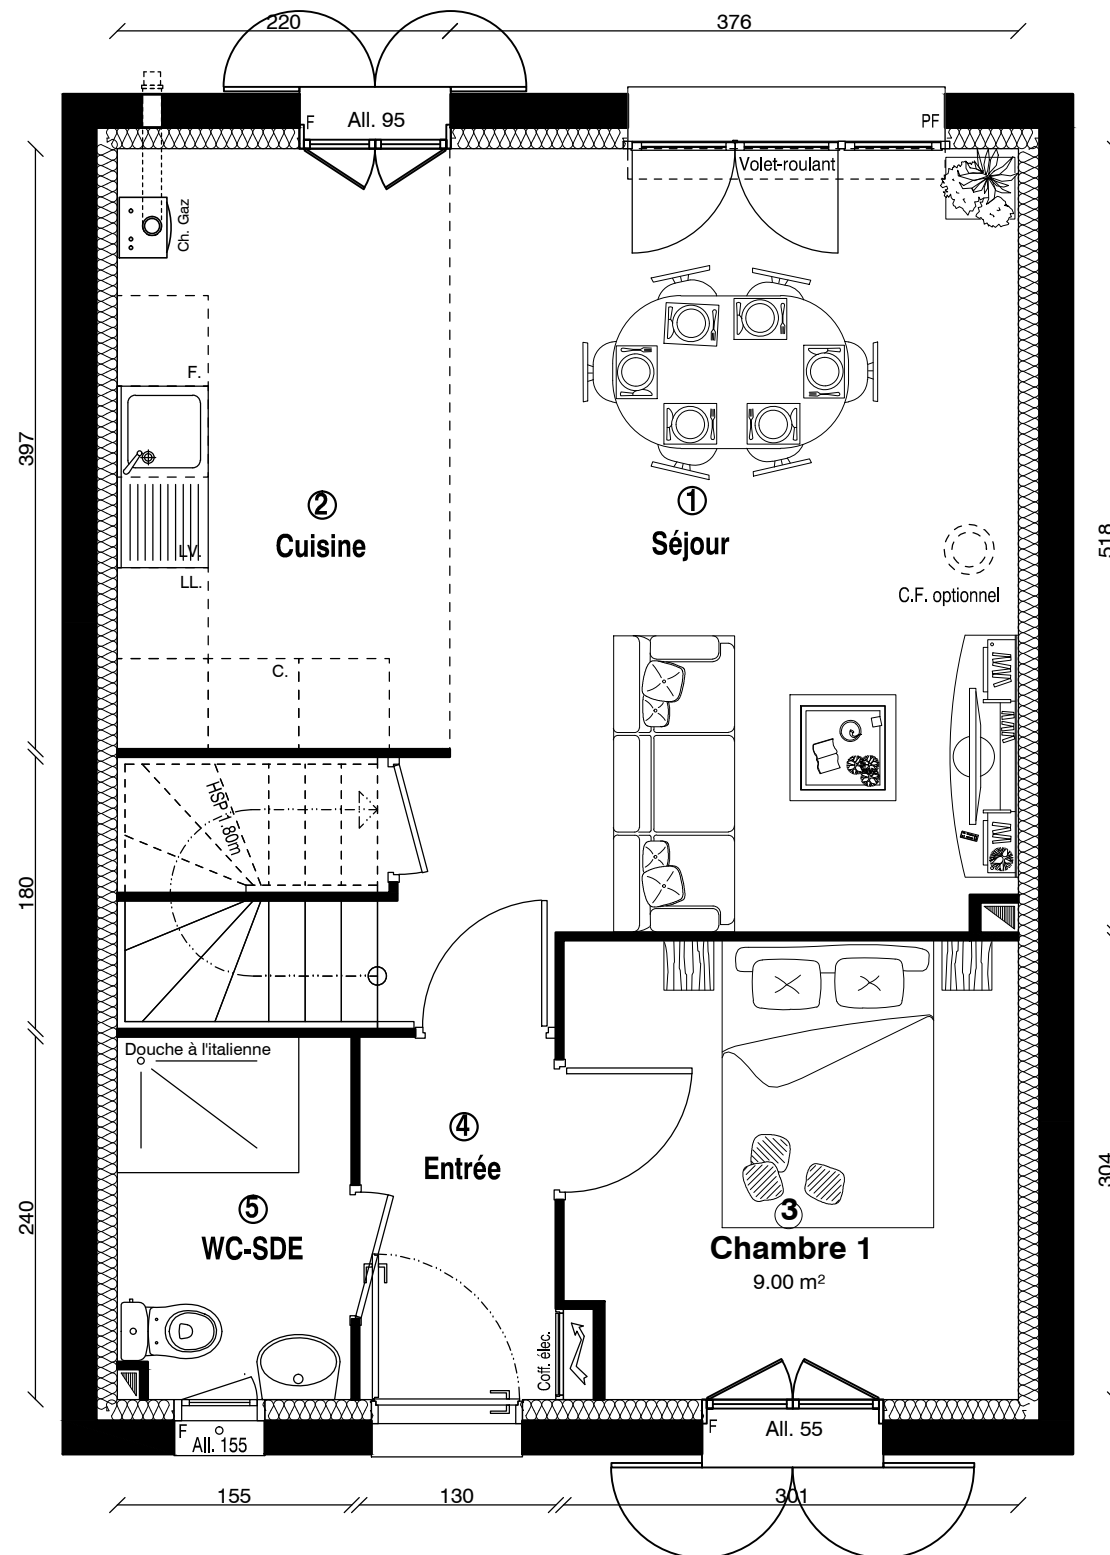 220
376
F
All. 95
PF
Volet-roulant
Ch. Gaz
F.
397
518
②
Cuisine
①
Séjour
LV.
LL.
C.F. optionnel
C.
HSP 1.80m
180
Douche à l'italienne
④
Entrée
304
240
⑤
WC-SDE
③
Chambre 1
9.00 m²
Coff. élec.
F
All. 155
F
All. 55
155
130
301